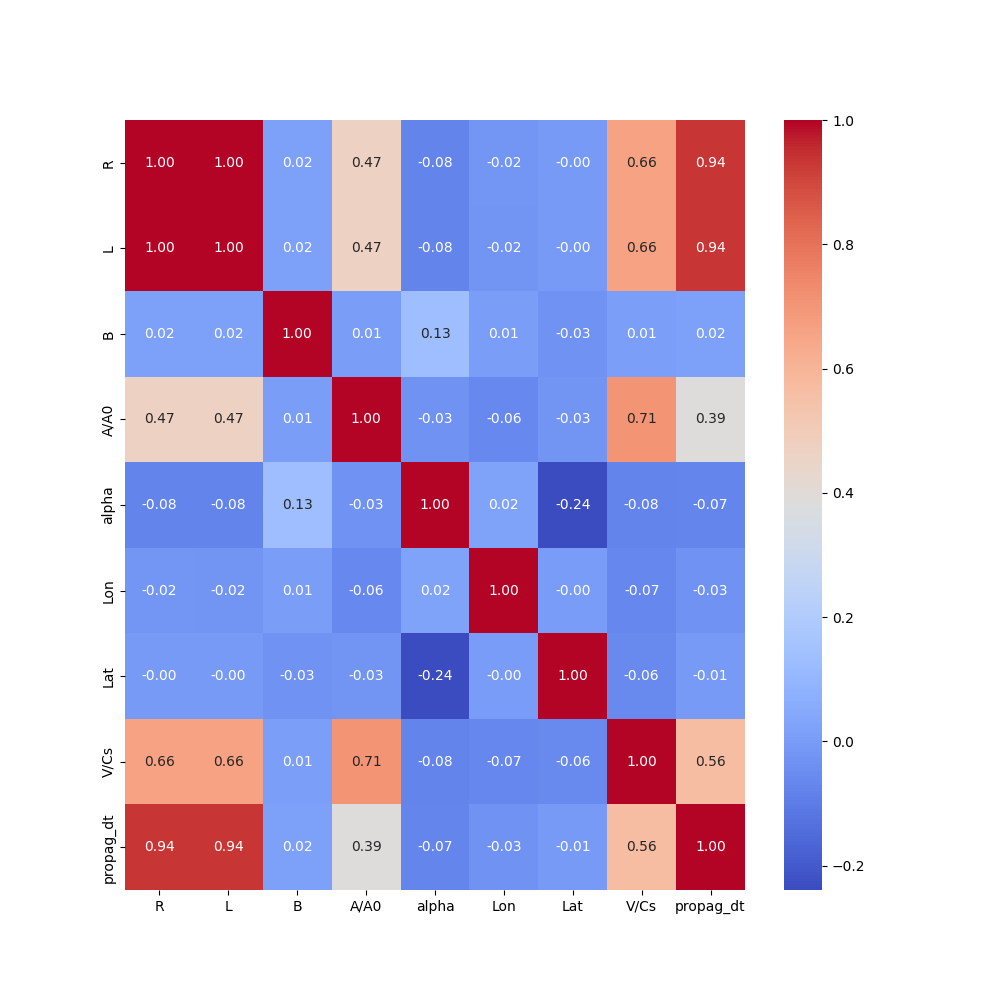 R 1.00 1.00 0.02 0.47 -0.08 -0.02 -0.00 0.66 0.94
L 1.00 1.00 0.02 0.47 -0.08 -0.02 -0.00 0.66 0.94
B 0.02 0.02 1.00 0.01 0.13 0.01 -0.03 0.01 0.02
A/A0 0.47 0.47 0.01 1.00 -0.03 -0.06 -0.03 0.71 0.39
alpha -0.08 -0.08 0.13 -0.03 1.00 0.02 -0.24 -0.08 -0.07
Lon -0.02 -0.02 0.01 -0.06 0.02 1.00 -0.00 -0.07 -0.03
Lat -0.00 -0.00 -0.03 -0.03 -0.24 -0.00 1.00 -0.06 -0.01
V/Cs 0.66 0.66 0.01 0.71 -0.08 -0.07 -0.06 1.00 0.56
propag_dt 0.94 0.94 0.02 0.39 -0.07 -0.03 -0.01 0.56 1.00
R L B A/A0 alpha Lon Lat V/Cs propag_dt
1.0
0.8
0.6
0.4
0.2
0.0
−0.2